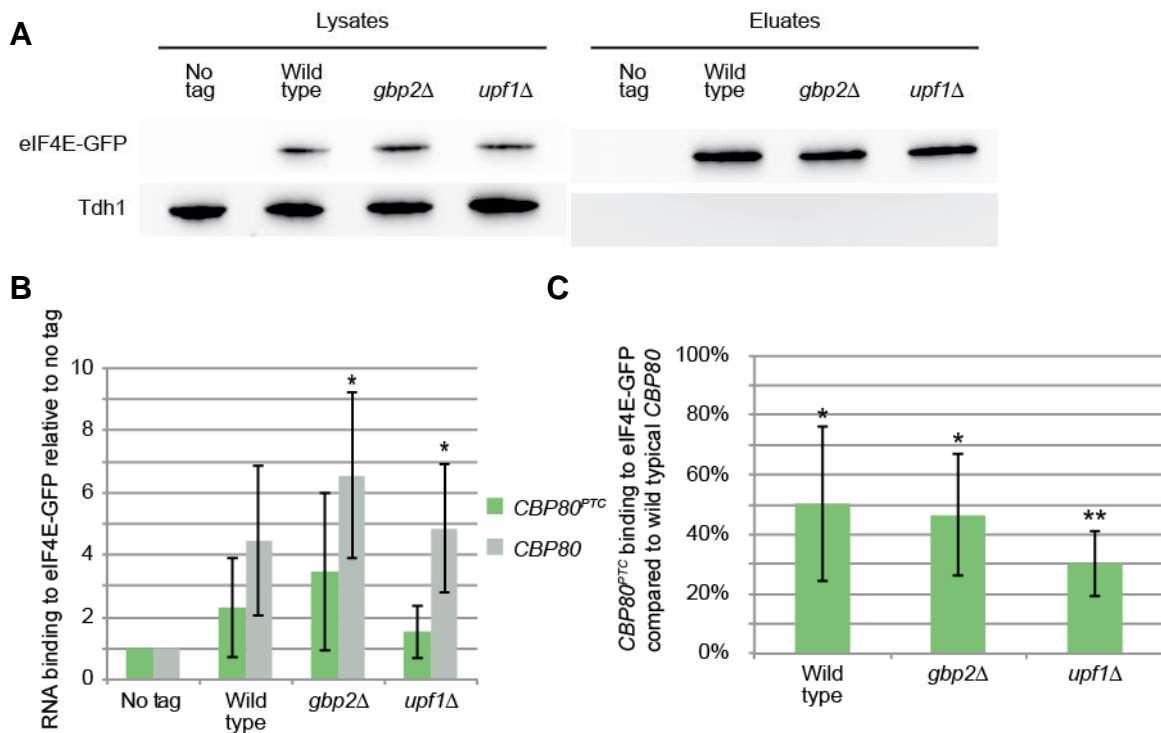 A
Lysates
Eluates
No tag
Wild type
gbp2Δ
upf1Δ
No tag
Wild type
gbp2Δ
upf1Δ
eIF4E-GFP
Tdh1
B
RNA binding to eIF4E-GFP relative to no tag
10
8
6
4
2
0
*
*
No tag
Wild type
gbp2Δ
upf1Δ
CBP80PTC
CBP80
C
CBP80PTC binding to eIF4E-GFP
compared to wild typical CBP80
100%
80%
60%
40%
20%
0%
*
*
**
Wild type
gbp2Δ
upf1Δ